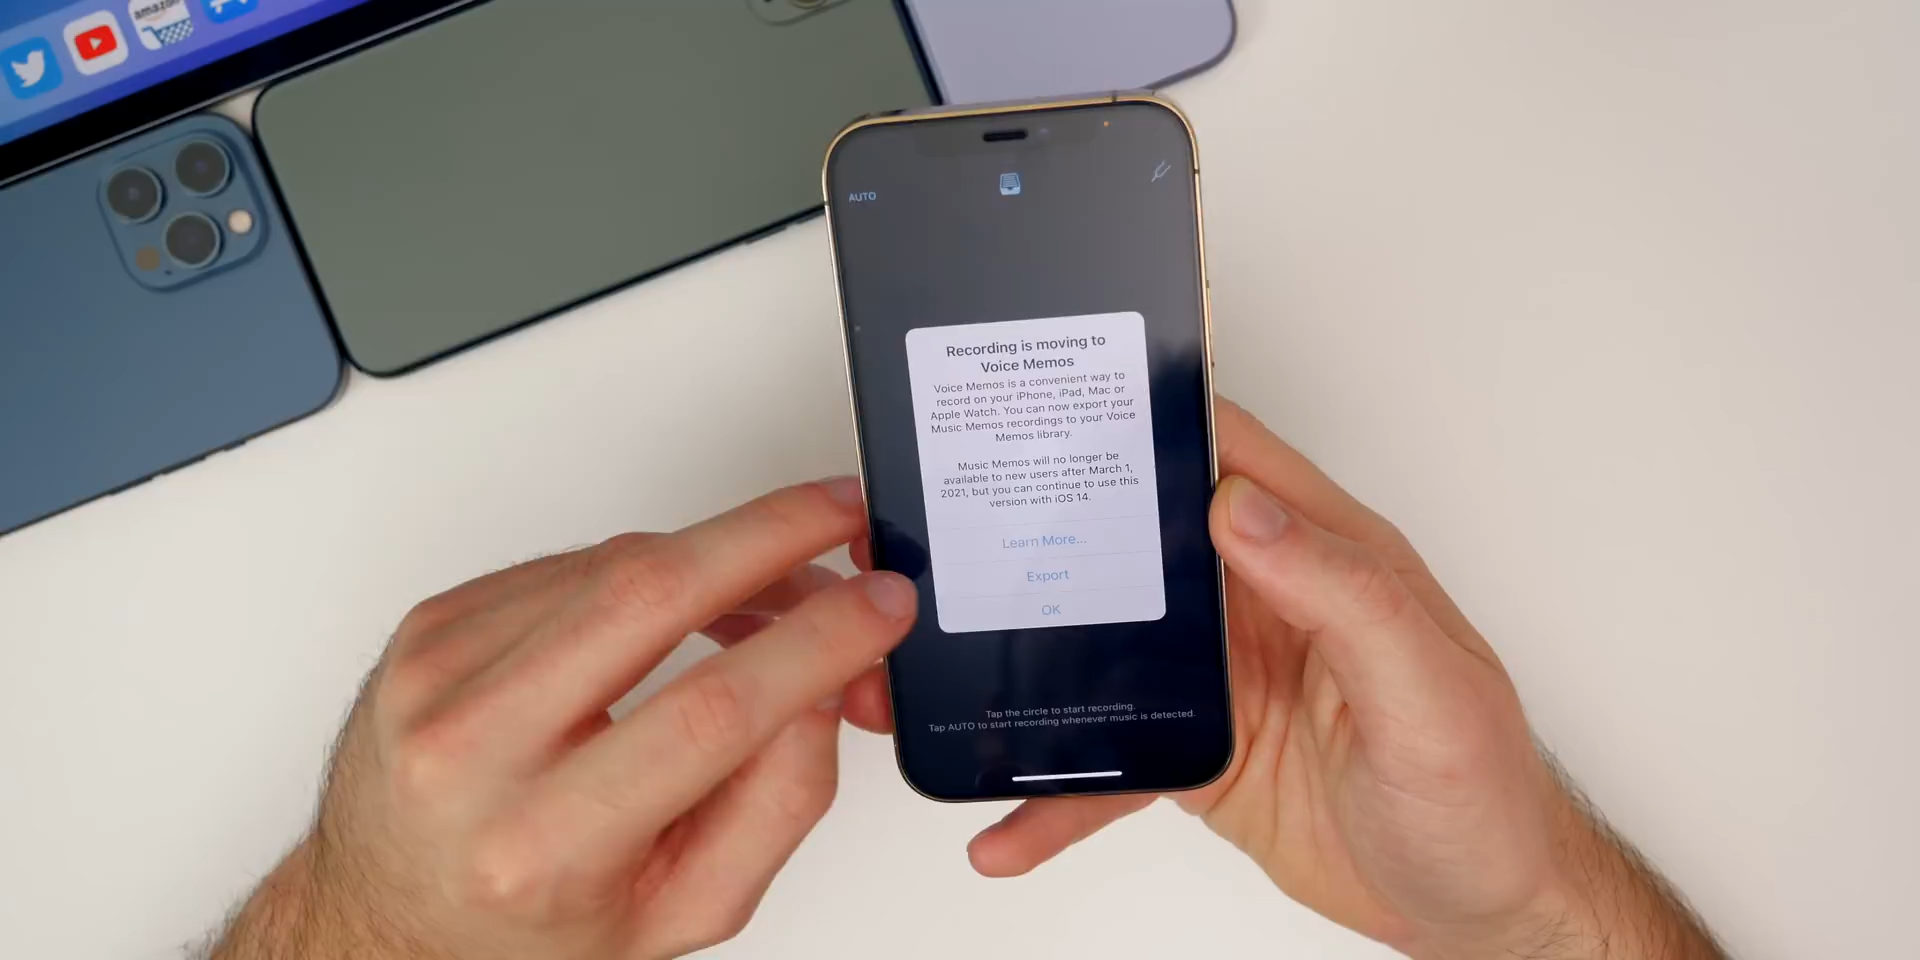 amazon
AUTO
Recording is moving to
Voice Memos
Voice Memos is a convenient way to
record on your iPhone, iPad, Mac or
Apple Watch. You can now export your
Music Memos recordings to your Voice
Memos library.
Music Memos will no longer be
available to new users after March 1,
2021, but you can continue to use this
version with iOS 14.
Learn More...
Export
OK
Tap the circle to start recording.
Tap AUTO to start recording whenever music is detected.